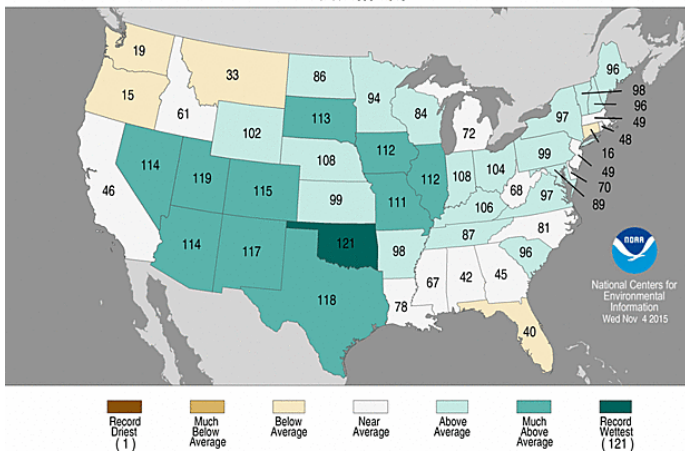 19
15
33
61
46
114
119
114
102
115
117
86
113
108
99
121
118
94
112
111
98
78
84
112
72
108
104
106
87
67
42
45
40
68
97
81
96
99
97
96
98
96
49
48
16
49
70
89
NOAA
National Centers for
Environmental
Information
Wed Nov 4 2015
Record
Driest
(1)
Much
Below
Average
Below
Average
Near
Average
Above
Average
Much
Above
Average
Record
Wettest
(121)